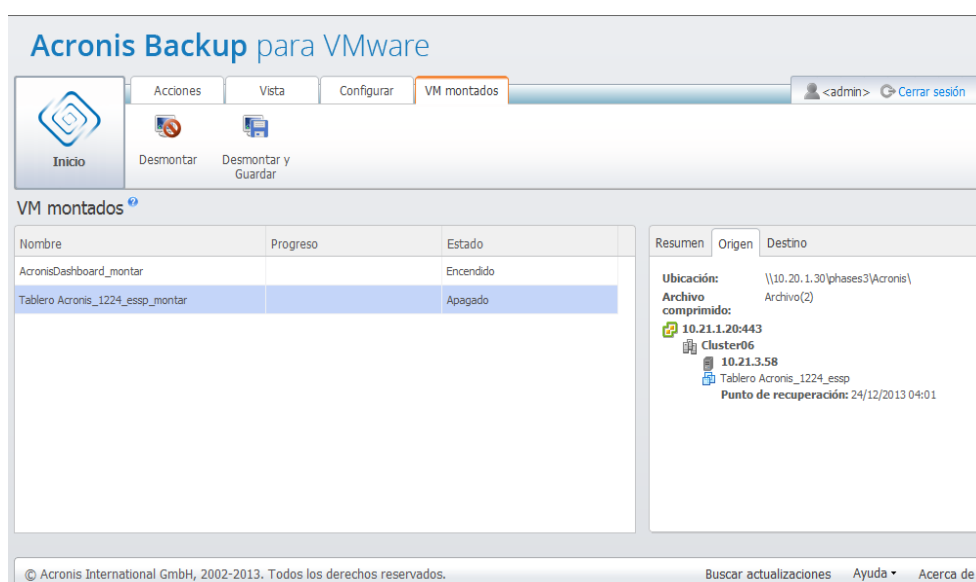 Acronis Backup para VMware
Acciones
Vista
Configurar
VM montados
<admin>
Cerrar sesión
Inicio
Desmontar
Desmontar y
Guardar
VM montados
Nombre
Progreso
Estado
AcronisDashboard_montar
Encendido
Tablero Acronis_1224_essp_montar
Apagado
Resumen
Origen
Destino
Ubicación: \\10.20.1.30\phases3\Acronis\
Archivo Archivo(2)
comprimido:
10.21.1.20:443
Cluster06
10.21.3.58
Tablero Acronis_1224_essp
Punto de recuperación: 24/12/2013 04:01
© Acronis International GmbH, 2002-2013. Todos los derechos reservados.
Buscar actualizaciones
Ayuda
Acerca de